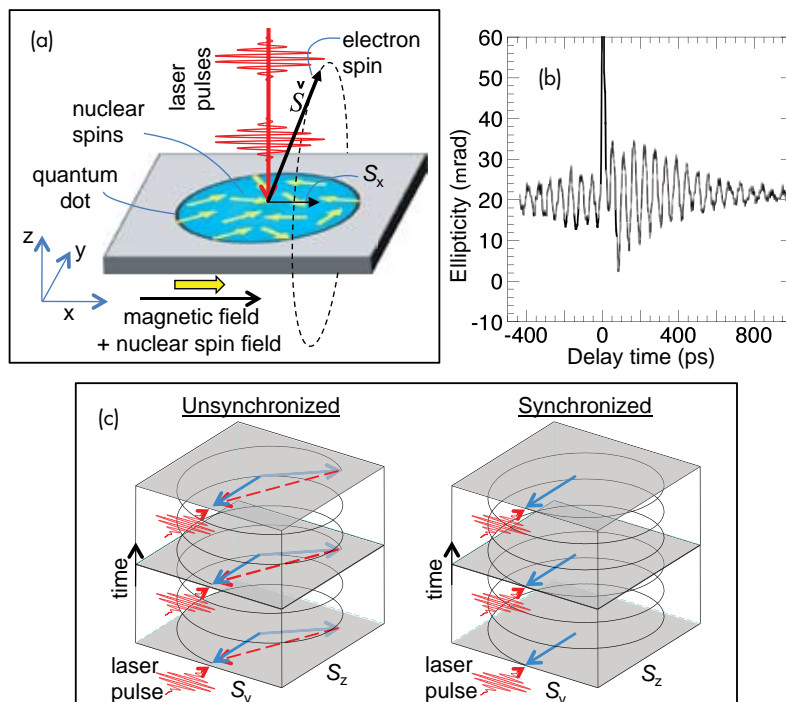 (a)
laser
pulses
electron
spin
Š
nuclear
spins
quantum
dot
Sx
z
y
x
magnetic field
+ nuclear spin field
(b)
Ellipticity (mrad)
60
50
40
30
20
10
0
-10
-400
0
400
800
Delay time (ps)
(c)
Unsynchronized
Synchronized
time
time
laser
pulse
Sy
Sz
laser
pulse
Sy
Sz